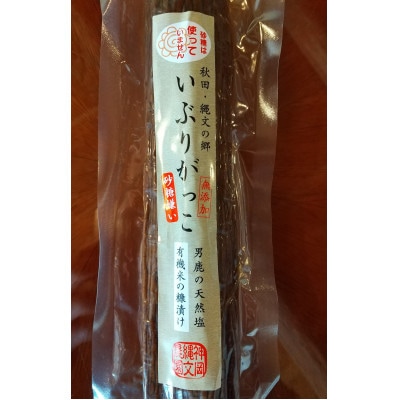 砂糖は
使って
いません
秋田・縄文の郷
いぶりがっこ
無添加
砂糖嫌い
男鹿の天然塩
有機米の糠漬け
神岡
縄文